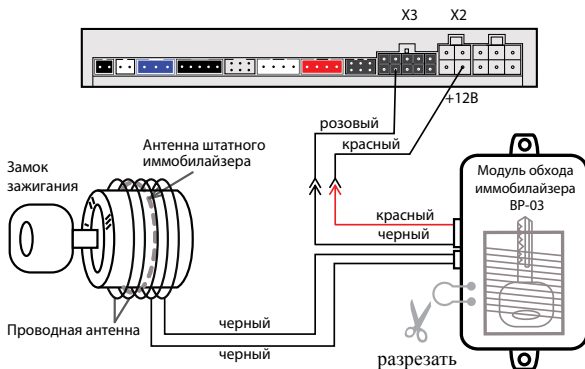 X3
X2
+12В
розовый
красный
Антенна штатного
иммобилайзера
Замок
зажигания
Модуль обхода
иммобилайзера
BP-03
красный
черный
Проводная антенна
черный
черный
разрезать